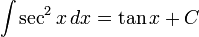 ∫ sec² x dx = tan x + C